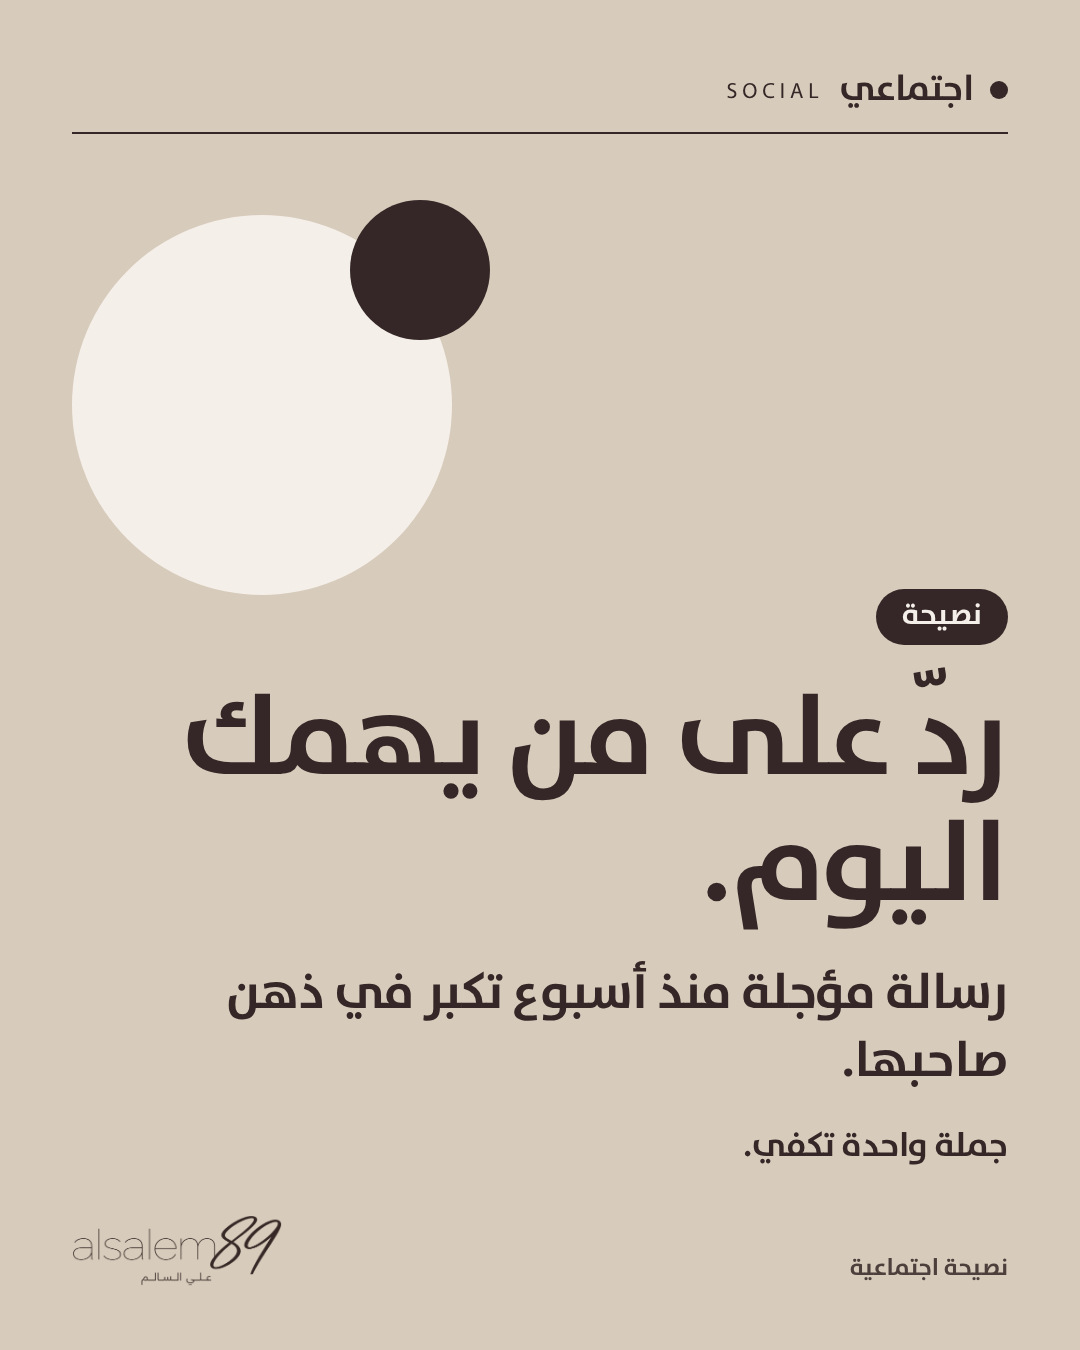 اجتماعي SOCIAL
نصيحة
ردّ على من يهمك
اليوم.
رسالة مؤجلة منذ أسبوع تكبر في ذهن
صاحبها.
جملة واحدة تكفي.
نصيحة اجتماعية
alsalem89
علي السالم